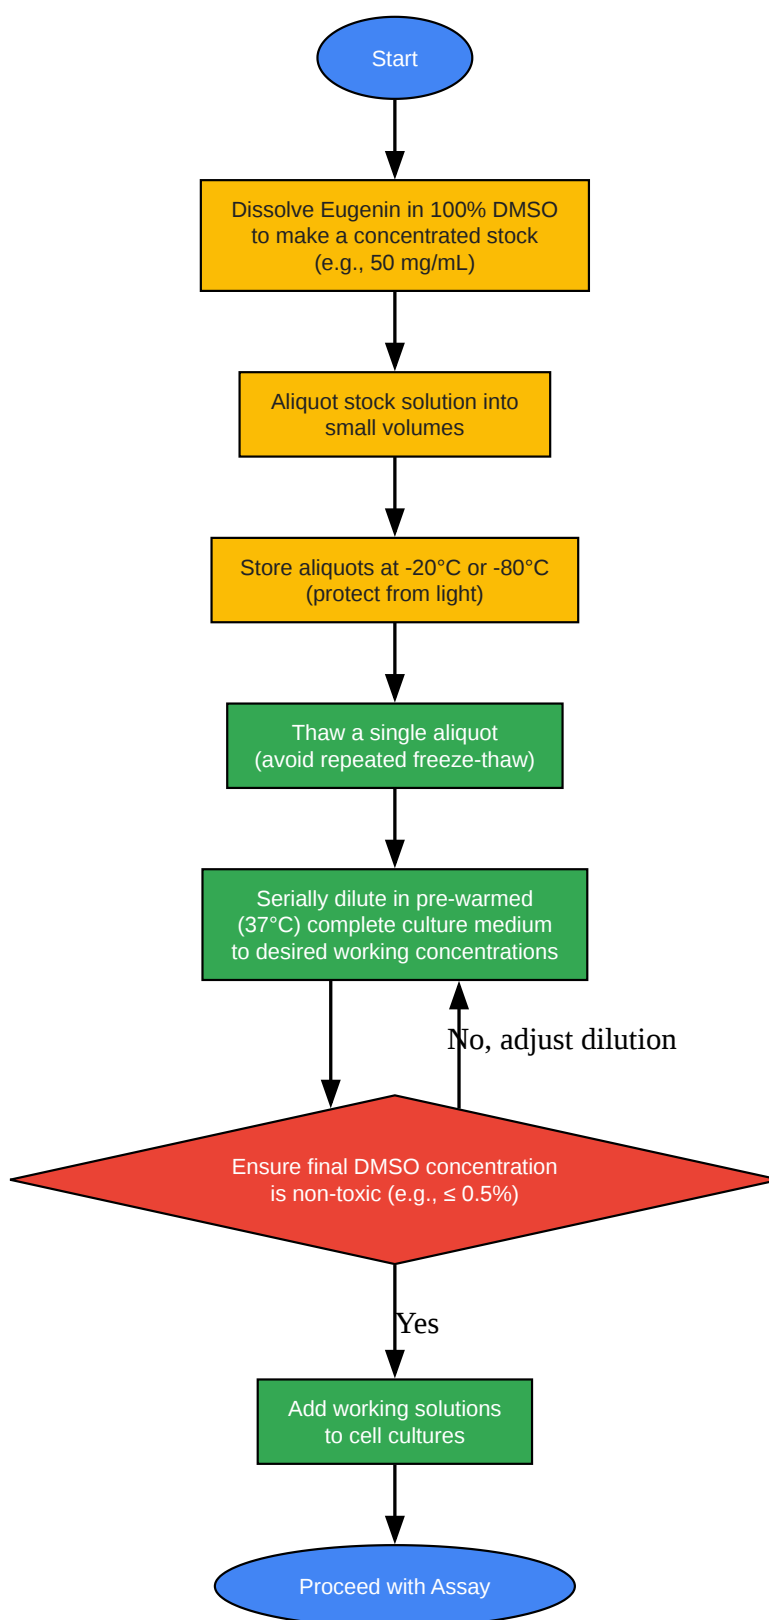 Start
Dissolve Eugenin in 100% DMSO
to make a concentrated stock
(e.g., 50 mg/mL)
Aliquot stock solution into
small volumes
Store aliquots at -20°C or -80°C
(protect from light)
Thaw a single aliquot
(avoid repeated freeze-thaw)
Serially dilute in pre-warmed
(37°C) complete culture medium
to desired working concentrations
No, adjust dilution
Ensure final DMSO concentration
is non-toxic (e.g., ≤ 0.5%)
Yes
Add working solutions
to cell cultures
Proceed with Assay